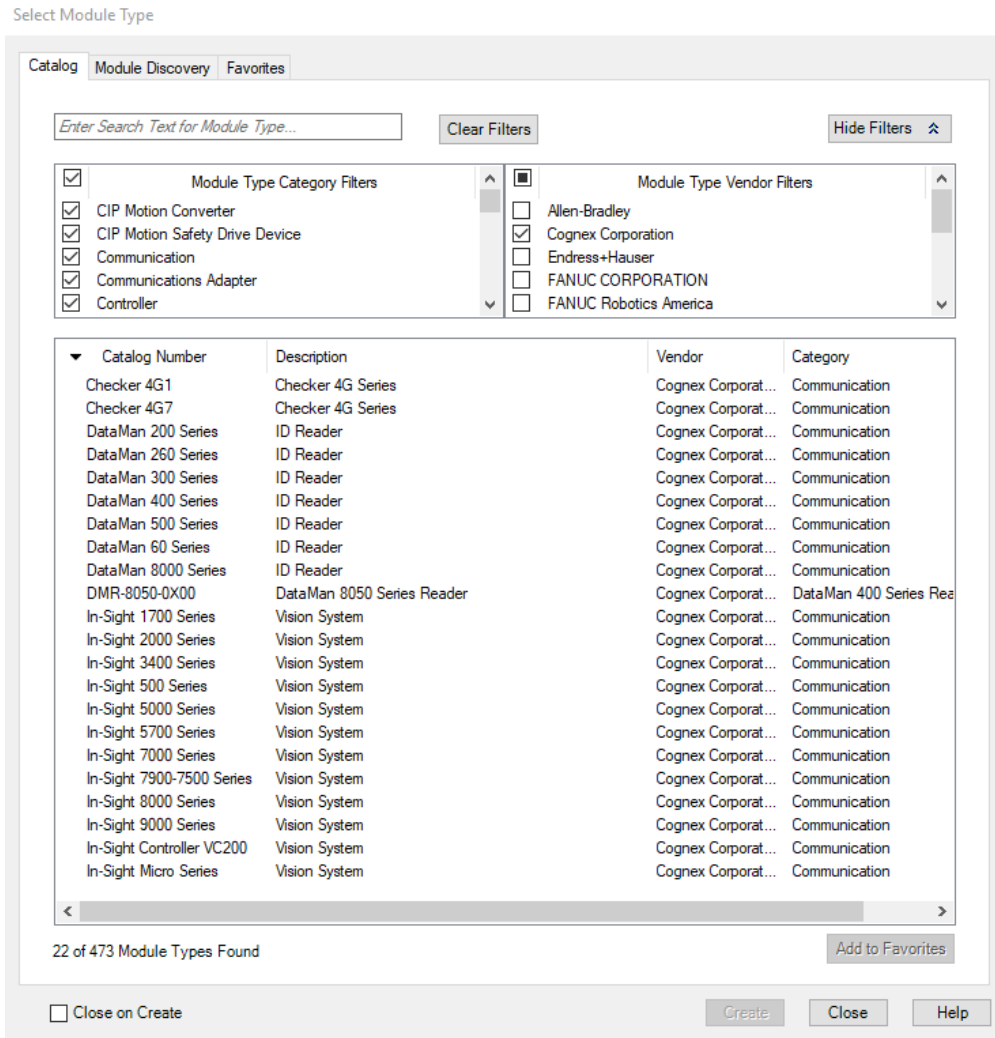 Select Module Type
Catalog Module Discovery Favorites
Enter Search Text for Module Type... Clear Filters Hide Filters
Module Type Category Filters Module Type Vendor Filters
CIP Motion Converter Allen-Bradley
CIP Motion Safety Drive Device Cognex Corporation
Communication Endress+Hauser
Communications Adapter FANUC CORPORATION
Controller FANUC Robotics America
Catalog Number Description Vendor Category
Checker 4G1 Checker 4G Series Cognex Corporat... Communication
Checker 4G7 Checker 4G Series Cognex Corporat... Communication
DataMan 200 Series ID Reader Cognex Corporat... Communication
DataMan 260 Series ID Reader Cognex Corporat... Communication
DataMan 300 Series ID Reader Cognex Corporat... Communication
DataMan 400 Series ID Reader Cognex Corporat... Communication
DataMan 500 Series ID Reader Cognex Corporat... Communication
DataMan 60 Series ID Reader Cognex Corporat... Communication
DataMan 8000 Series ID Reader Cognex Corporat... Communication
DMR-8050-0X00 DataMan 8050 Series Reader Cognex Corporat... DataMan 400 Series Rea
In-Sight 1700 Series Vision System Cognex Corporat... Communication
In-Sight 2000 Series Vision System Cognex Corporat... Communication
In-Sight 3400 Series Vision System Cognex Corporat... Communication
In-Sight 500 Series Vision System Cognex Corporat... Communication
In-Sight 5000 Series Vision System Cognex Corporat... Communication
In-Sight 5700 Series Vision System Cognex Corporat... Communication
In-Sight 7000 Series Vision System Cognex Corporat... Communication
In-Sight 7900-7500 Series Vision System Cognex Corporat... Communication
In-Sight 8000 Series Vision System Cognex Corporat... Communication
In-Sight 9000 Series Vision System Cognex Corporat... Communication
In-Sight Controller VC200 Vision System Cognex Corporat... Communication
In-Sight Micro Series Vision System Cognex Corporat... Communication
22 of 473 Module Types Found Add to Favorites
Close on Create Create Close Help